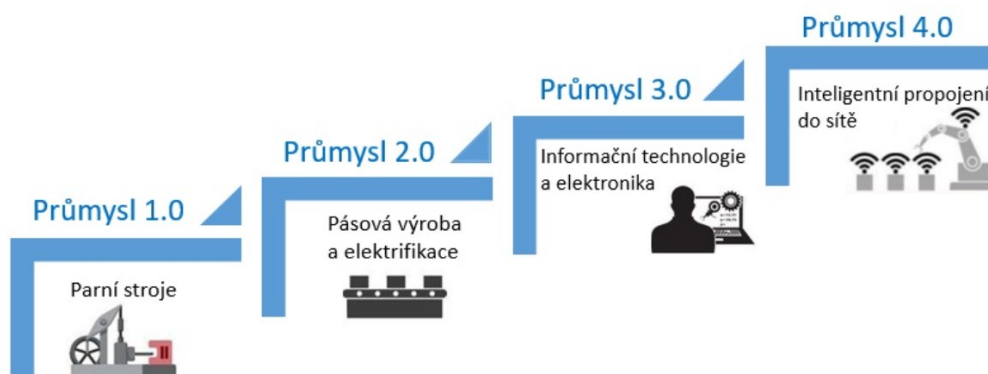 Průmysl 1.0
Parní stroje
Průmysl 2.0
Pásová výroba
a elektrifikace
Průmysl 3.0
Informační technologie
a elektronika
Průmysl 4.0
Inteligentní propojení
do sítě